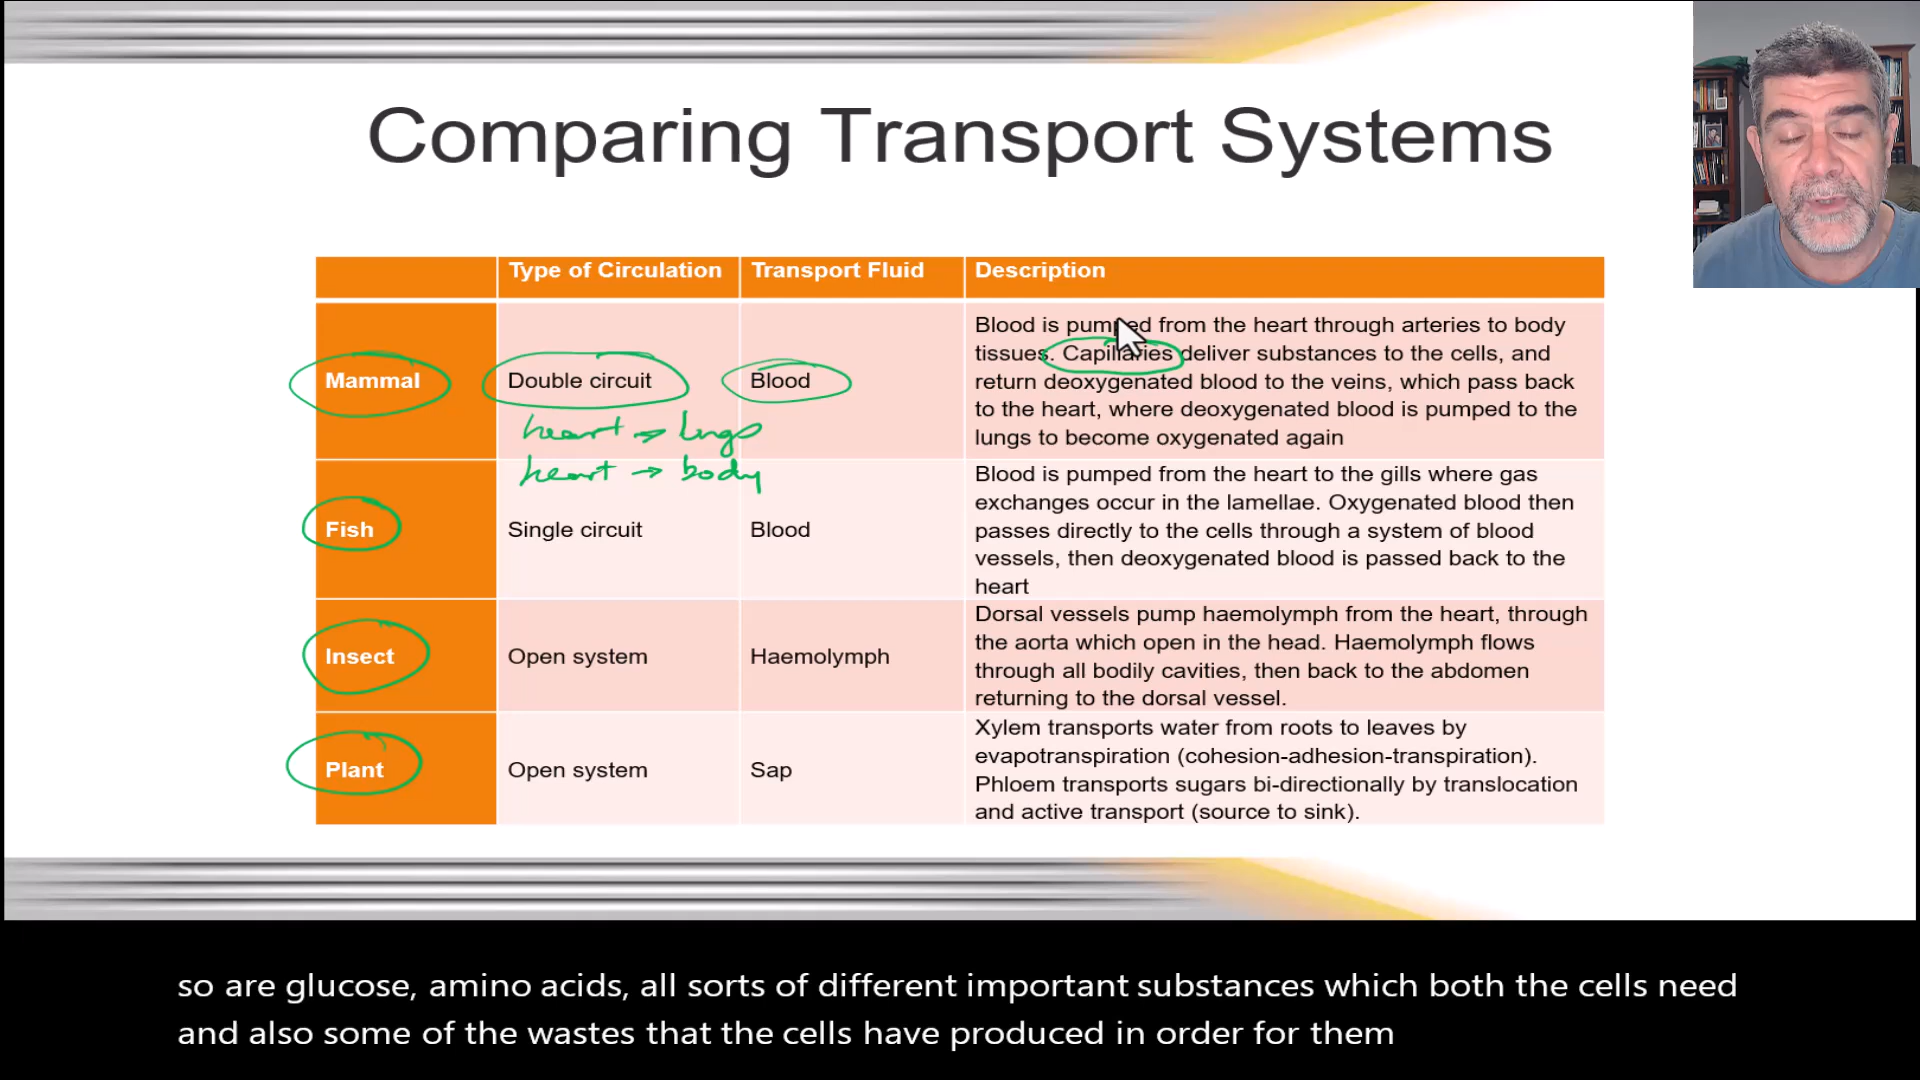 Comparing Transport Systems
Type of Circulation
Transport Fluid
Description
Mammal
Double circuit
heart → lungs
heart → body
Blood
Blood is pumped from the heart through arteries to body
tissues. Capillaries deliver substances to the cells, and
return deoxygenated blood to the veins, which pass back
to the heart, where deoxygenated blood is pumped to the
lungs to become oxygenated again
Fish
Single circuit
Blood
Blood is pumped from the heart to the gills where gas
exchanges occur in the lamellae. Oxygenated blood then
passes directly to the cells through a system of blood
vessels, then deoxygenated blood is passed back to the
heart
Insect
Open system
Haemolymph
Dorsal vessels pump haemolymph from the heart, through
the aorta which open in the head. Haemolymph flows
through all bodily cavities, then back to the abdomen
returning to the dorsal vessel.
Plant
Open system
Sap
Xylem transports water from roots to leaves by
evapotranspiration (cohesion-adhesion-transpiration).
Phloem transports sugars bi-directionally by translocation
and active transport (source to sink).
so are glucose, amino acids, all sorts of different important substances which both the cells need
and also some of the wastes that the cells have produced in order for them